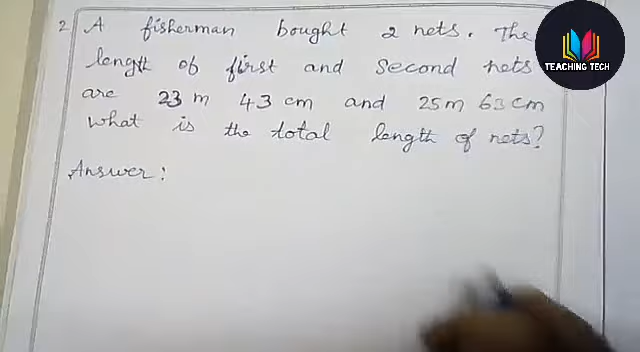 2. A fisherman bought 2 nets. The
length of first and second nets
are 23 m 43 cm and 25 m 63 cm
What is the total length of nets?
Answer:
TEACHING TECH